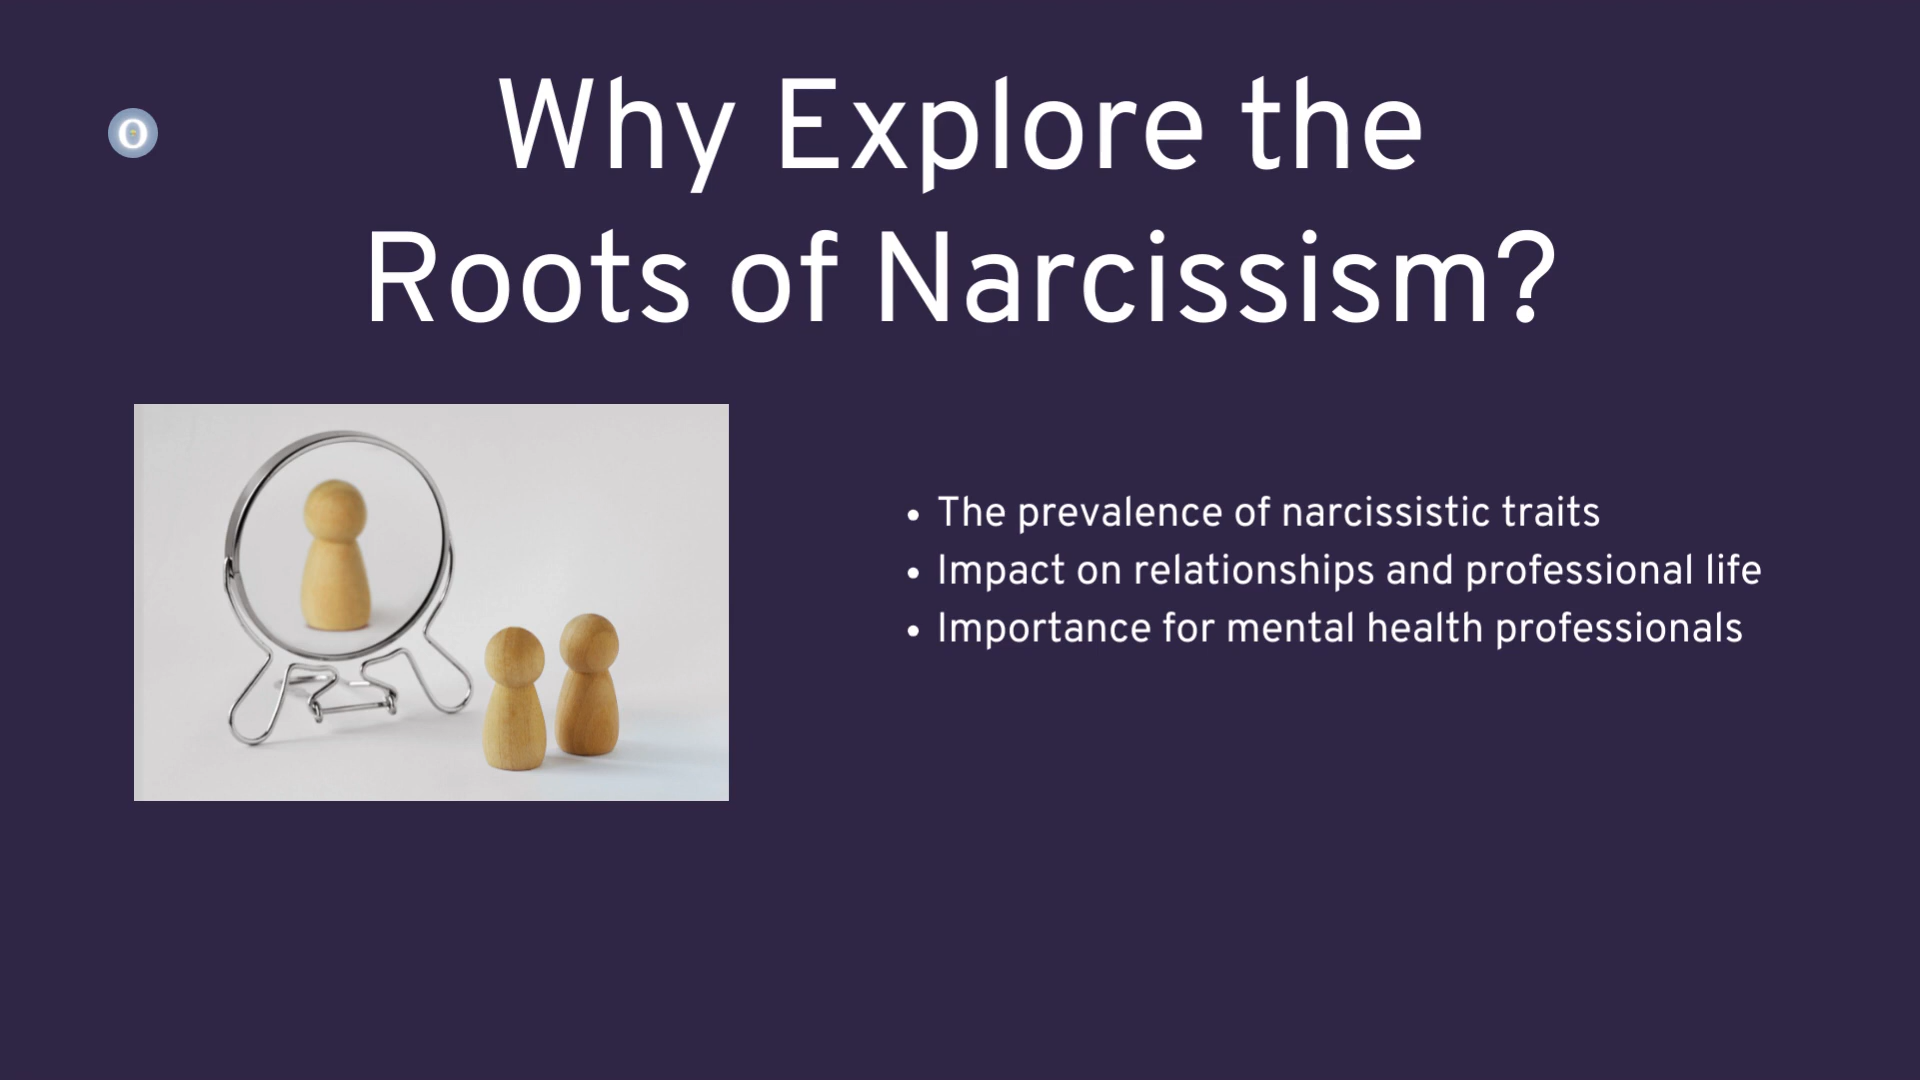 O
Why Explore the
Roots of Narcissism?
• The prevalence of narcissistic traits
• Impact on relationships and professional life
• Importance for mental health professionals